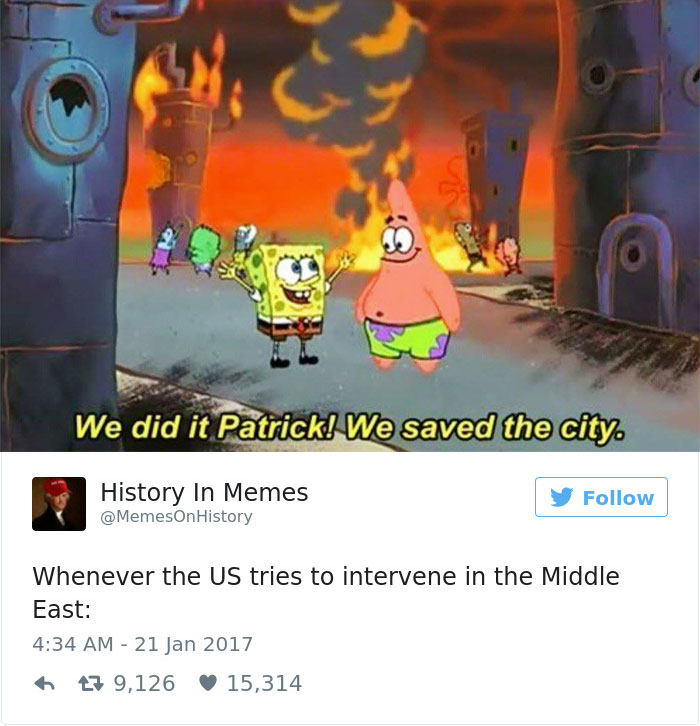 We did it Patrick! We saved the city.
History In Memes
@MemesOnHistory
Follow
Whenever the US tries to intervene in the Middle
East:
4:34 AM - 21 Jan 2017
9,126 15,314